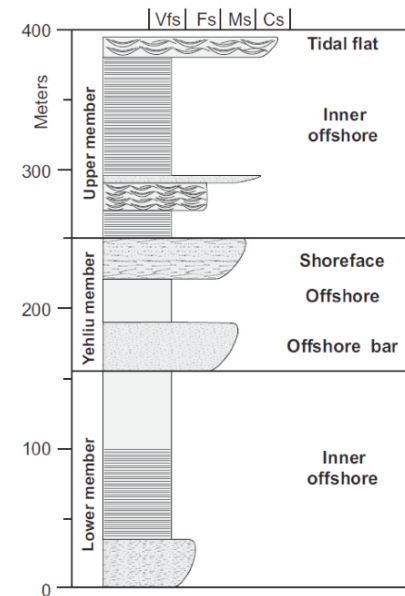 Vfs Fs Ms Cs
400
Tidal flat
Meters
Upper member
Inner
offshore
300
Shoreface
Yehliu member
Offshore
200
Offshore bar
100
Lower member
Inner
offshore
0